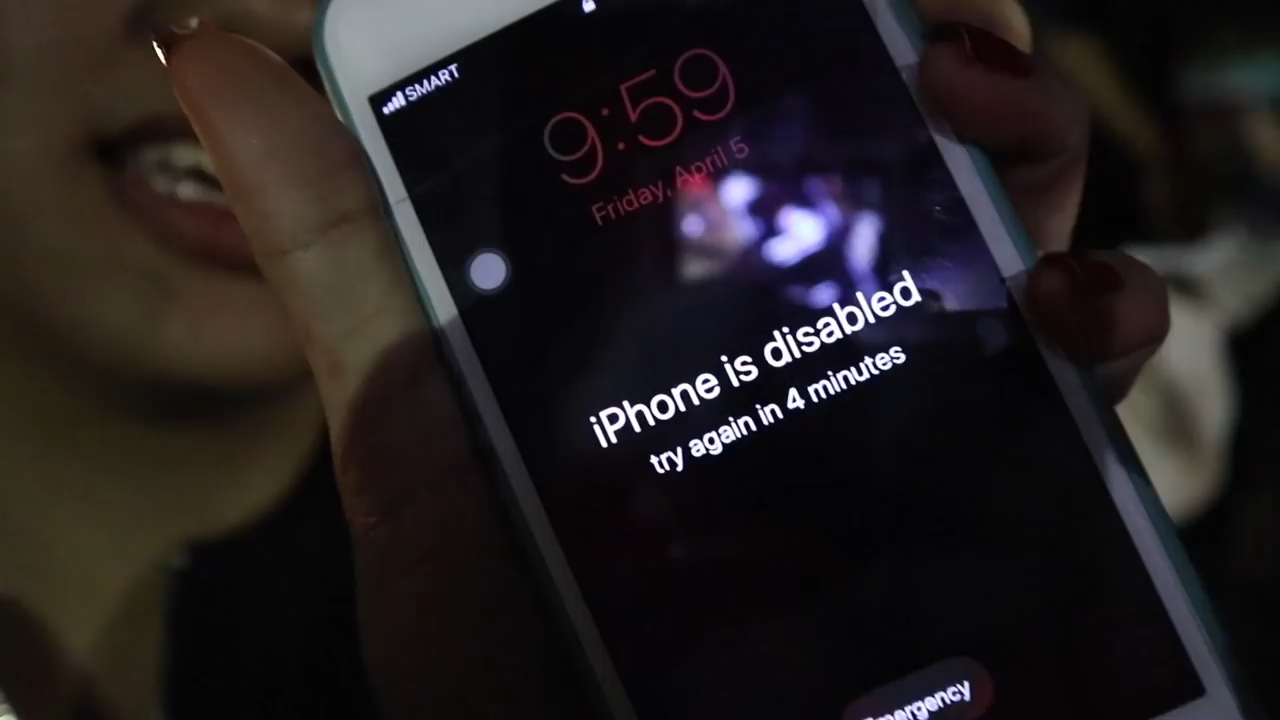 SMART
9:59
Friday, April 5
iPhone is disabled
try again in 4 minutes
Emergency